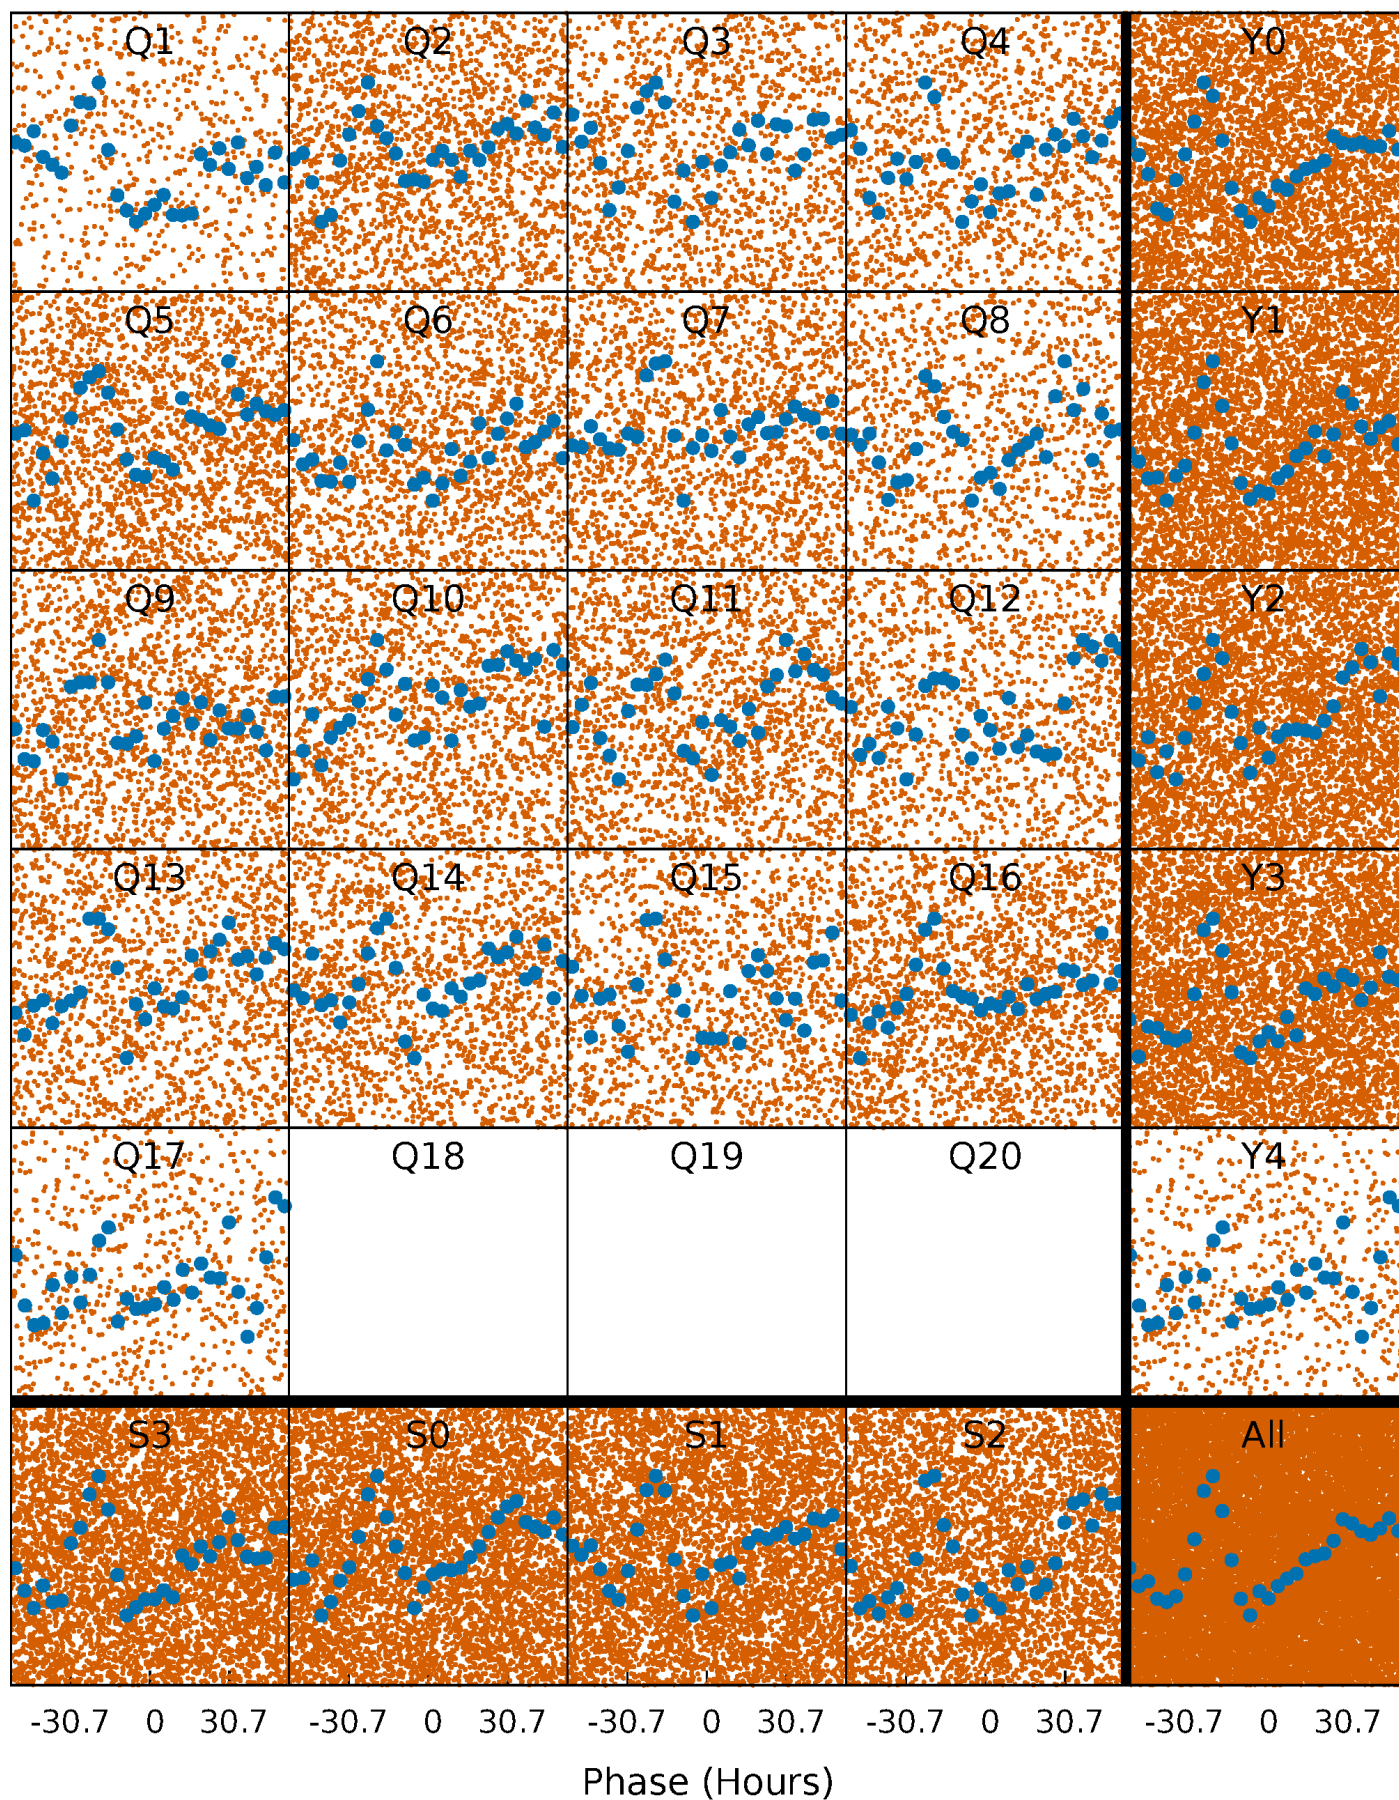 Q1 Q2 Q3 Q4 Y0
Q5 Q6 Q7 Q8 Y1
Q9 Q10 Q11 Q12 Y2
Q13 Q14 Q15 Q16 Y3
Q17 Q18 Q19 Q20 Y4
S3 S0 S1 S2 All
-30.7 0 30.7 -30.7 0 30.7 -30.7 0 30.7 -30.7 0 30.7 -30.7 0 30.7
Phase (Hours)